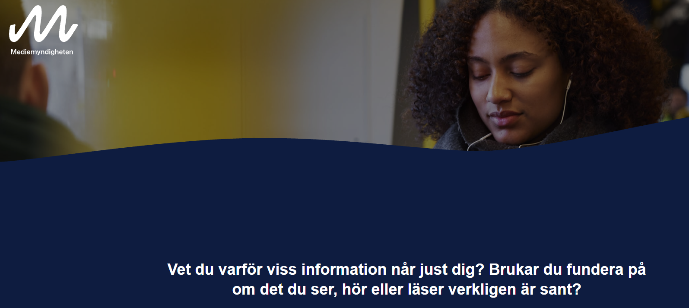 Mediemyndigheten
Vet du varför viss information når just dig? Brukar du fundera på
om det du ser, hör eller läser verkligen är sant?